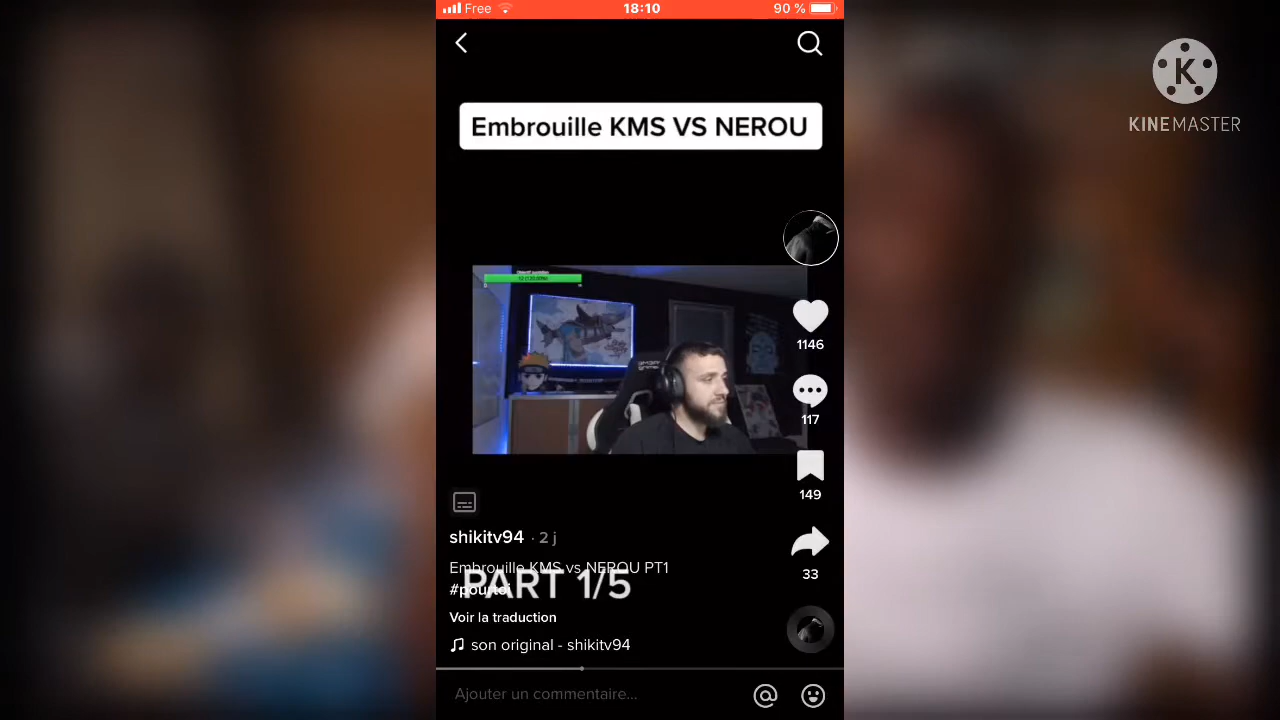 Free
18:10
90 %
KINEMASTER
Embrouille KMS VS NEROU
1146
117
149
33
shikitv94 · 2 j
Embrouille KMS vs NEROU PT1
#pourtoi
PART 1/5
Voir la traduction
son original - shikitv94
Ajouter un commentaire...